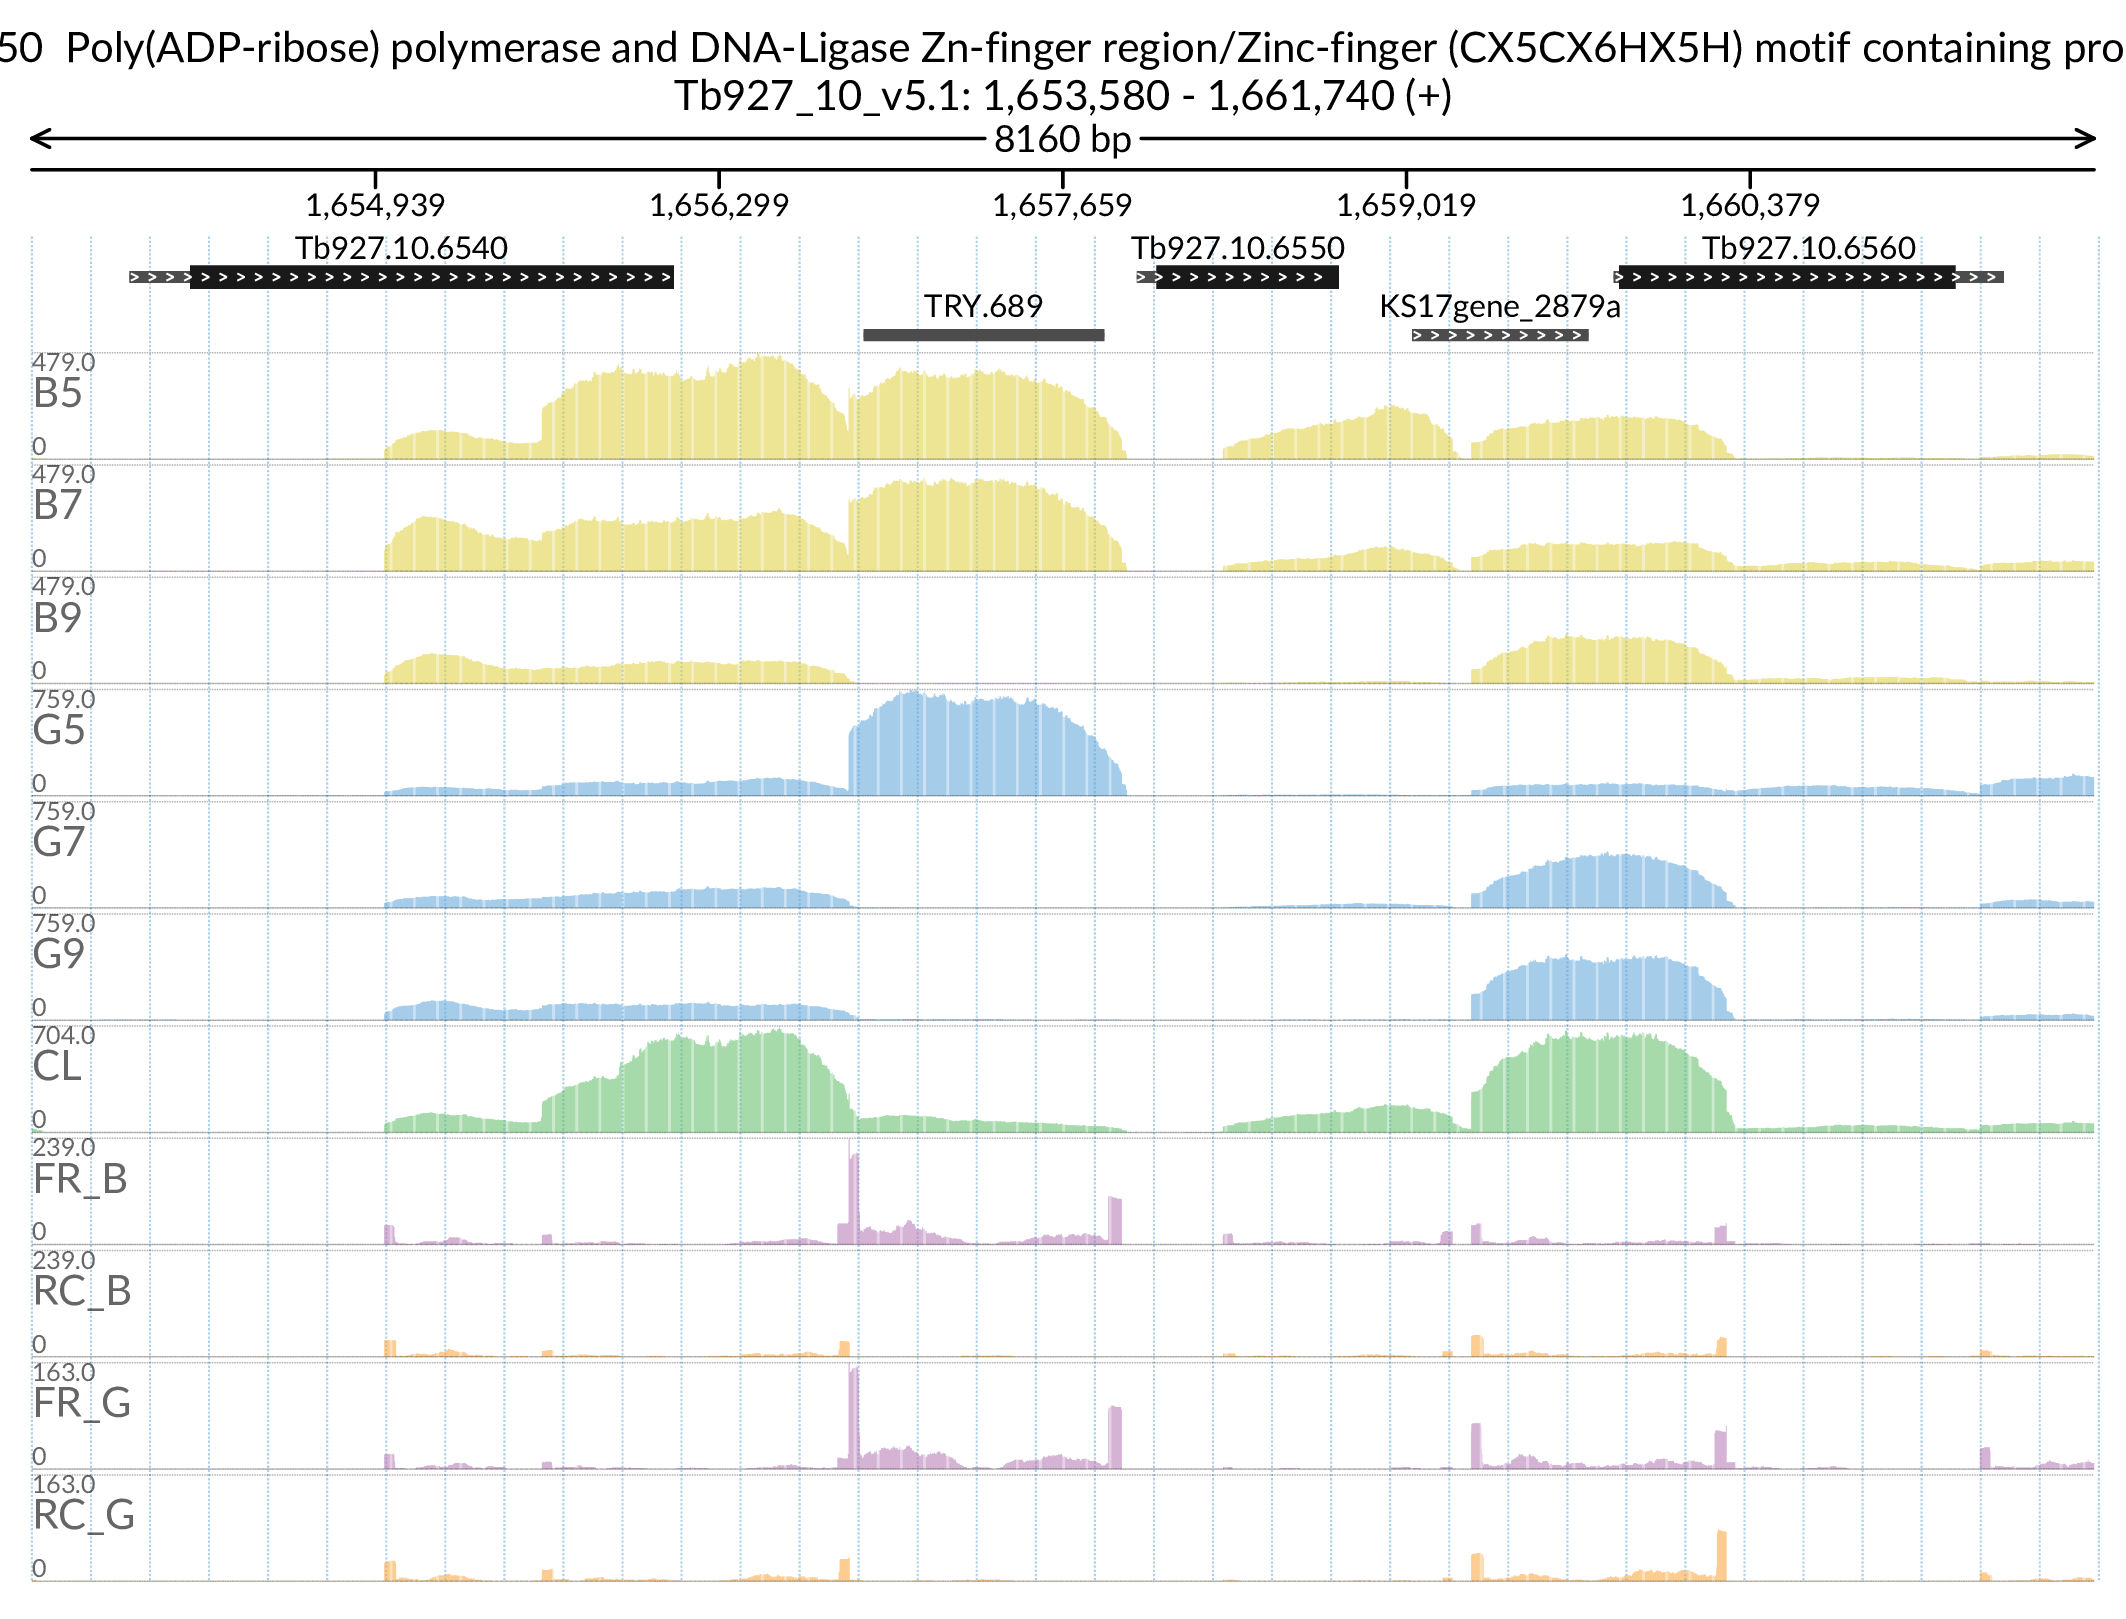 50 Poly(ADP-ribose) polymerase and DNA-Ligase Zn-finger region/Zinc-finger (CX5CX6HX5H) motif containing pro
Tb927_10_v5.1: 1,653,580 - 1,661,740 (+)
8160 bp
1,654,939 1,656,299 1,657,659 1,659,019 1,660,379
Tb927.10.6540 Tb927.10.6550 Tb927.10.6560
TRY.689 KS17gene_2879a
479.0
B5
0
479.0
B7
0
479.0
B9
0
759.0
G5
0
759.0
G7
0
759.0
G9
0
704.0
CL
0
239.0
FR_B
0
239.0
RC_B
0
163.0
FR_G
0
163.0
RC_G
0